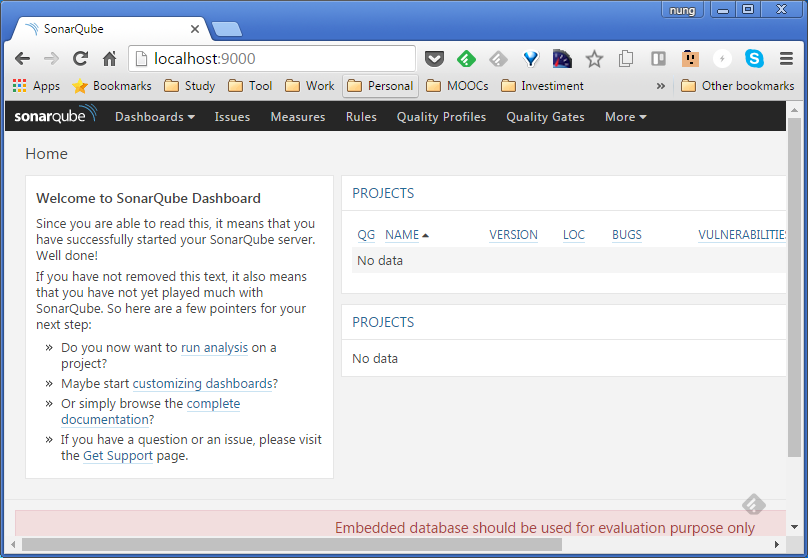 nung
SonarQube
localhost:9000
Apps Bookmarks Study Tool Work Personal MOOCs Investiment » Other bookmarks
sonarqube Dashboards Issues Measures Rules Quality Profiles Quality Gates More
Home
Welcome to SonarQube Dashboard
Since you are able to read this, it means that you
have successfully started your SonarQube server.
Well done!
If you have not removed this text, it also means
that you have not yet played much with
SonarQube. So here are a few pointers for your
next step:
» Do you now want to run analysis on a
project?
» Maybe start customizing dashboards?
» Or simply browse the complete
documentation?
» If you have a question or an issue, please visit
the Get Support page.
PROJECTS
QG NAME VERSION LOC BUGS VULNERABILITIES
No data
PROJECTS
No data
Embedded database should be used for evaluation purpose only